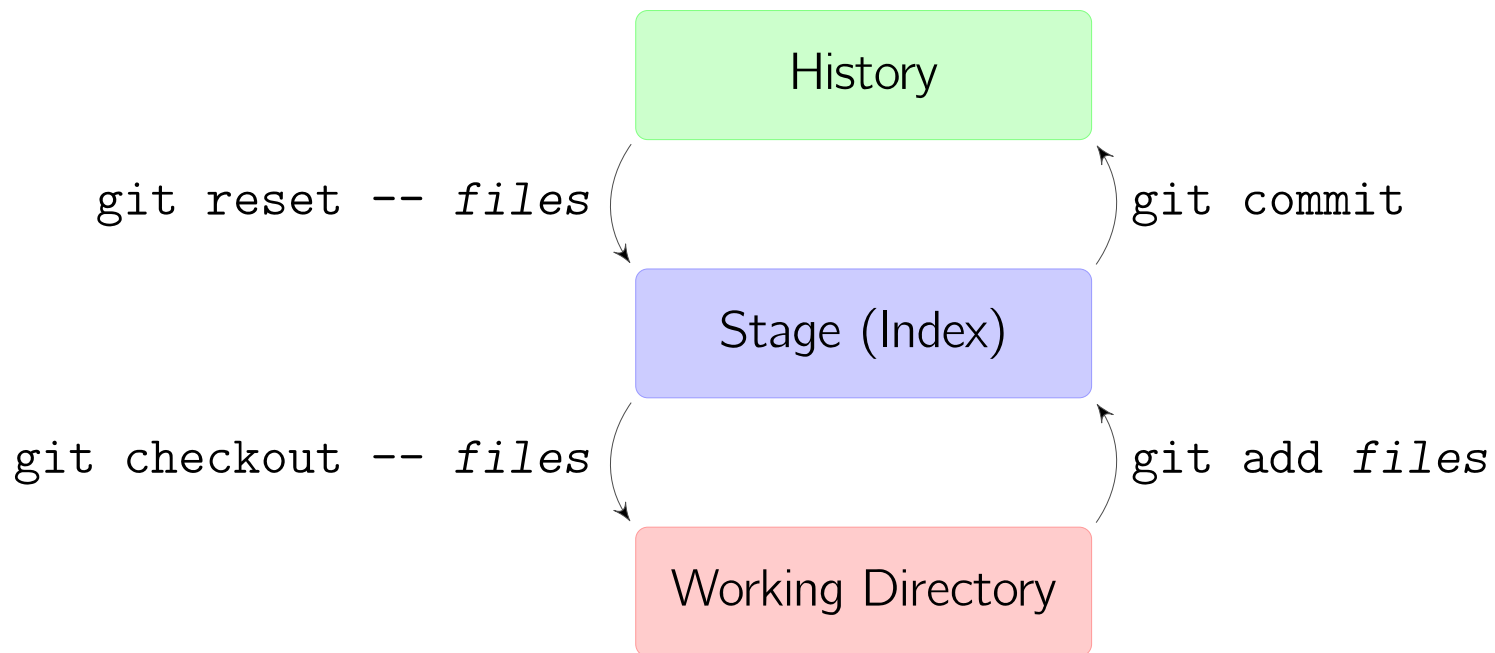 History
git reset -- files
git commit
Stage (Index)
git checkout -- files
git add files
Working Directory